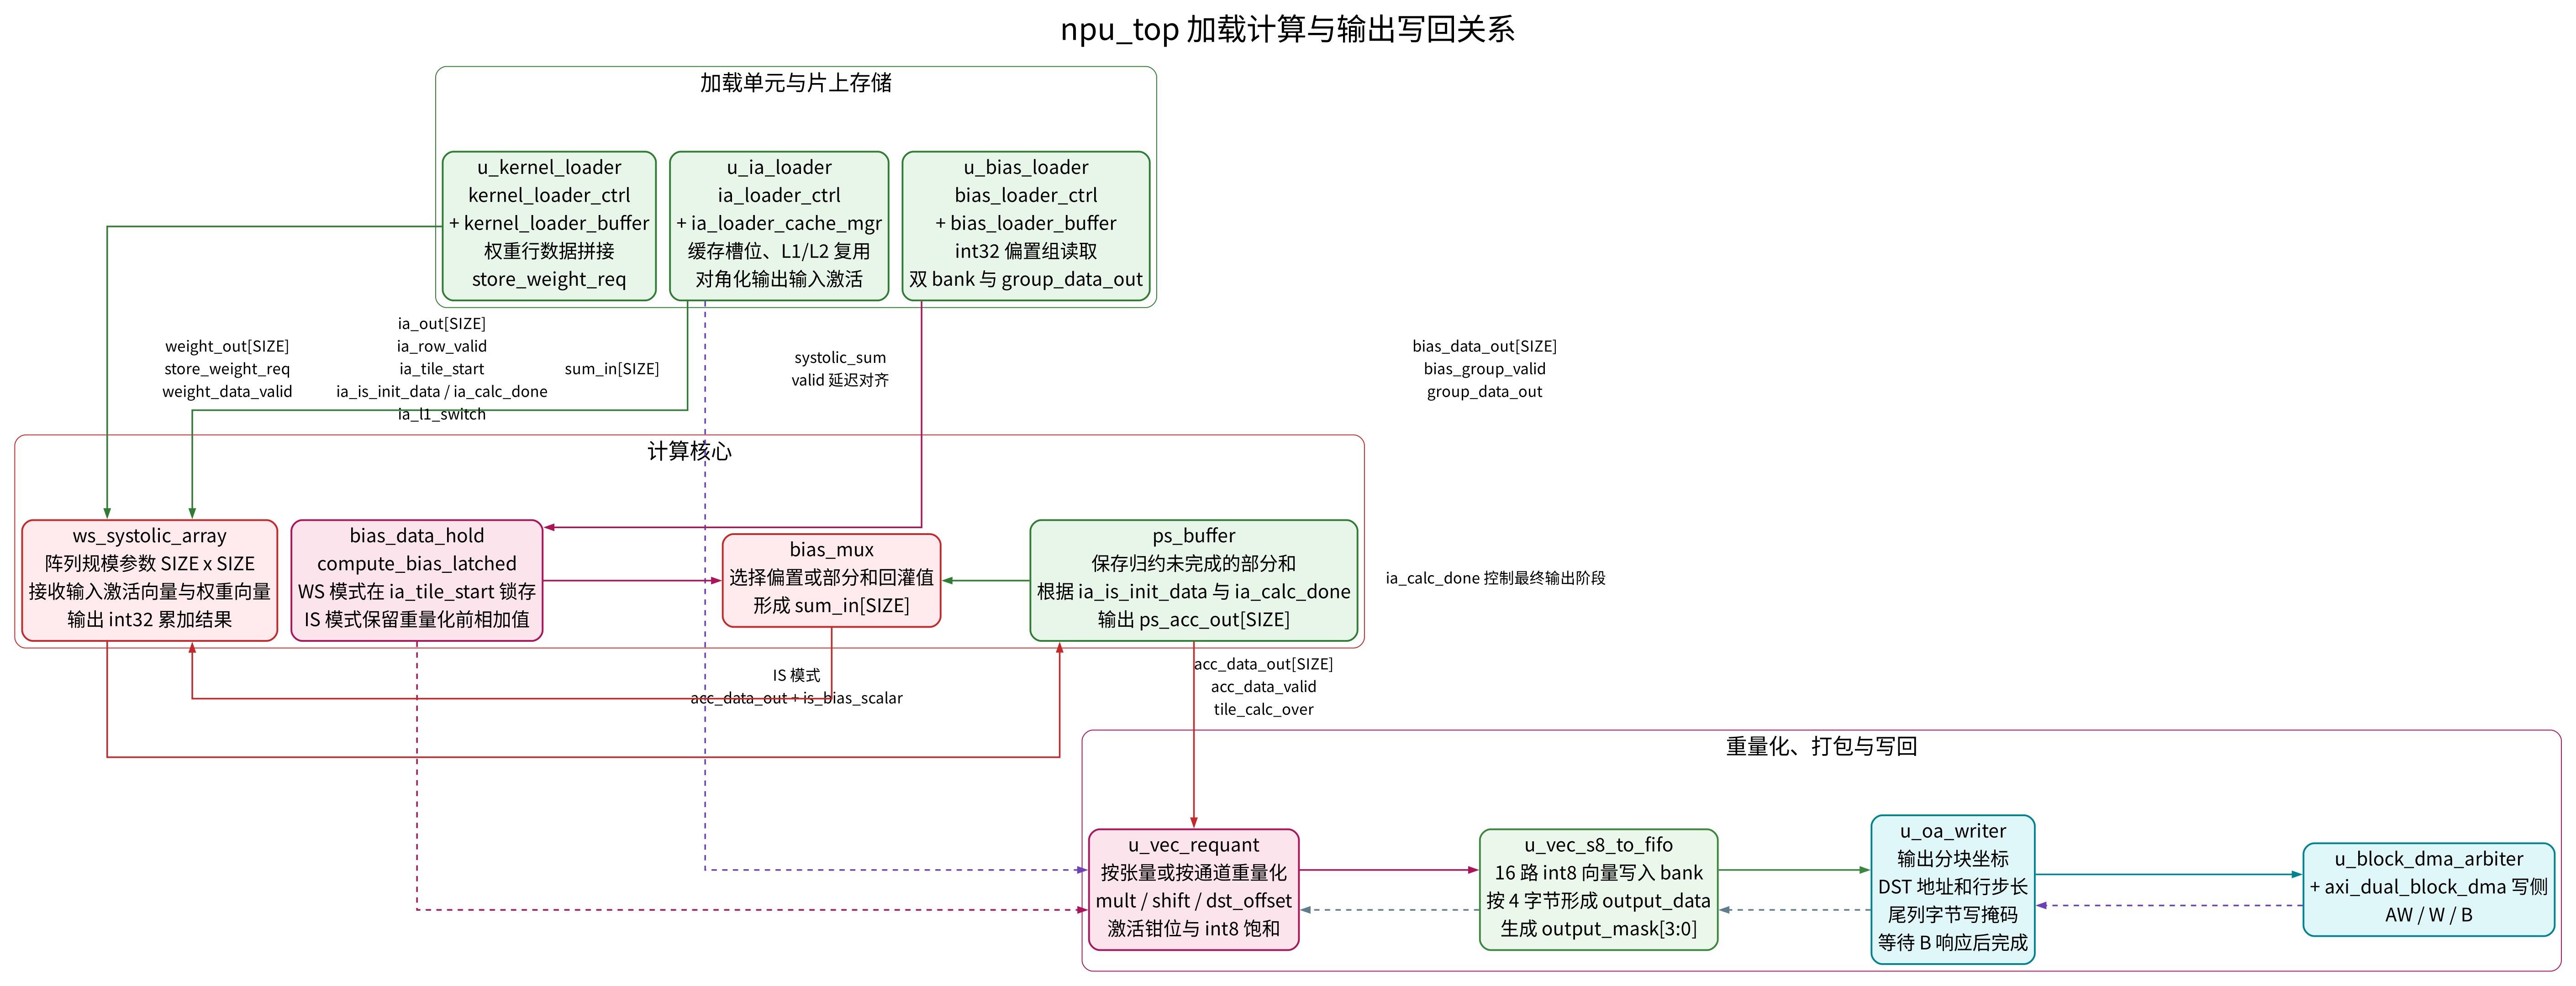 npu_top 加载计算与输出写回关系
加载单元与片上存储
u_kernel_loader
kernel_loader_ctrl
+ kernel_loader_buffer
权重行数据拼接
store_weight_req
u_ia_loader
ia_loader_ctrl
+ ia_loader_cache_mgr
缓存槽位、L1/L2 复用
对角化输出输入激活
u_bias_loader
bias_loader_ctrl
+ bias_loader_buffer
int32 偏置组读取
双 bank 与 group_data_out
weight_out[SIZE]
store_weight_req
weight_data_valid
ia_out[SIZE]
ia_row_valid
ia_tile_start
ia_is_init_data / ia_calc_done
ia_l1_switch
sum_in[SIZE]
systolic_sum
valid 延迟对齐
bias_data_out[SIZE]
bias_group_valid
group_data_out
计算核心
ws_systolic_array
阵列规模参数 SIZE x SIZE
接收输入激活向量与权重向量
输出 int32 累加结果
bias_data_hold
compute_bias_latched
WS 模式在 ia_tile_start 锁存
IS 模式保留重量化前相加值
bias_mux
选择偏置或部分和回灌值
形成 sum_in[SIZE]
ps_buffer
保存归约未完成的部分和
根据 ia_is_init_data 与 ia_calc_done
输出 ps_acc_out[SIZE]
ia_calc_done 控制最终输出阶段
IS 模式
acc_data_out + is_bias_scalar
acc_data_out[SIZE]
acc_data_valid
tile_calc_over
重量化、打包与写回
u_vec_requant
按张量或按通道重量化
mult / shift / dst_offset
激活钳位与 int8 饱和
u_vec_s8_to_fifo
16 路 int8 向量写入 bank
按 4 字节形成 output_data
生成 output_mask[3:0]
u_oa_writer
输出分块坐标
DST 地址和行步长
尾列字节写掩码
等待 B 响应后完成
u_block_dma_arbiter
+ axi_dual_block_dma 写侧
AW / W / B